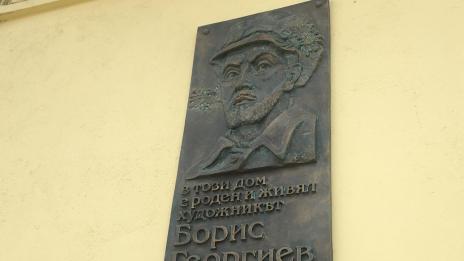 в този дом
е роден и живял
художникът
Борис
Георгиев